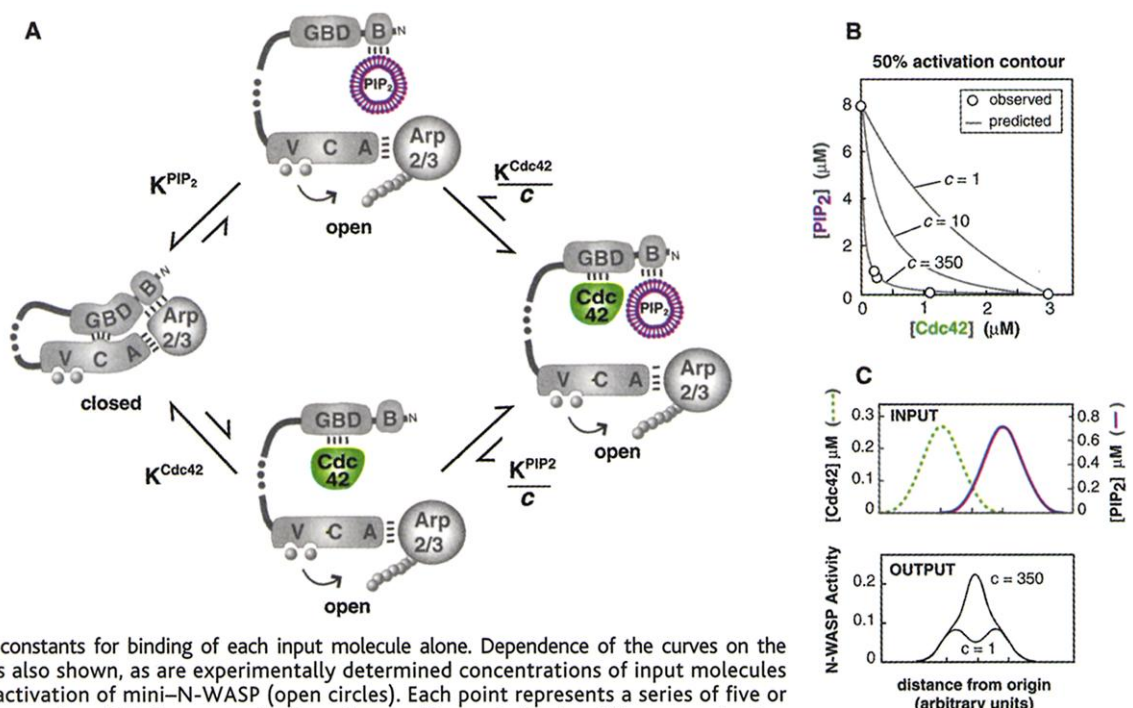 A
GBD B N
PIP2
V C A Arp 2/3
open
K^PIP2
K^Cdc42 / c
GBD B N
Cdc 42 PIP2
V C A Arp 2/3
open
B N
GBD Arp 2/3
V C A
closed
K^Cdc42
GBD B N
Cdc 42
V C A Arp 2/3
open
K^PIP2 / c
B
50% activation contour
observed
predicted
8
6
4
2
0
[PIP2] (μM)
c = 1
c = 10
c = 350
0 1 2 3
[Cdc42] (μM)
C
INPUT
[Cdc42] μM
0.3
0.2
0.1
0
0.8
0.6
0.4
0.2
0
[PIP2] μM
OUTPUT
N-WASP Activity
0.2
0.1
0
c = 350
c = 1
distance from origin
(arbitrary units)
constants for binding of each input molecule alone. Dependence of the curves on the
s also shown, as are experimentally determined concentrations of input molecules
activation of mini–N-WASP (open circles). Each point represents a series of five or